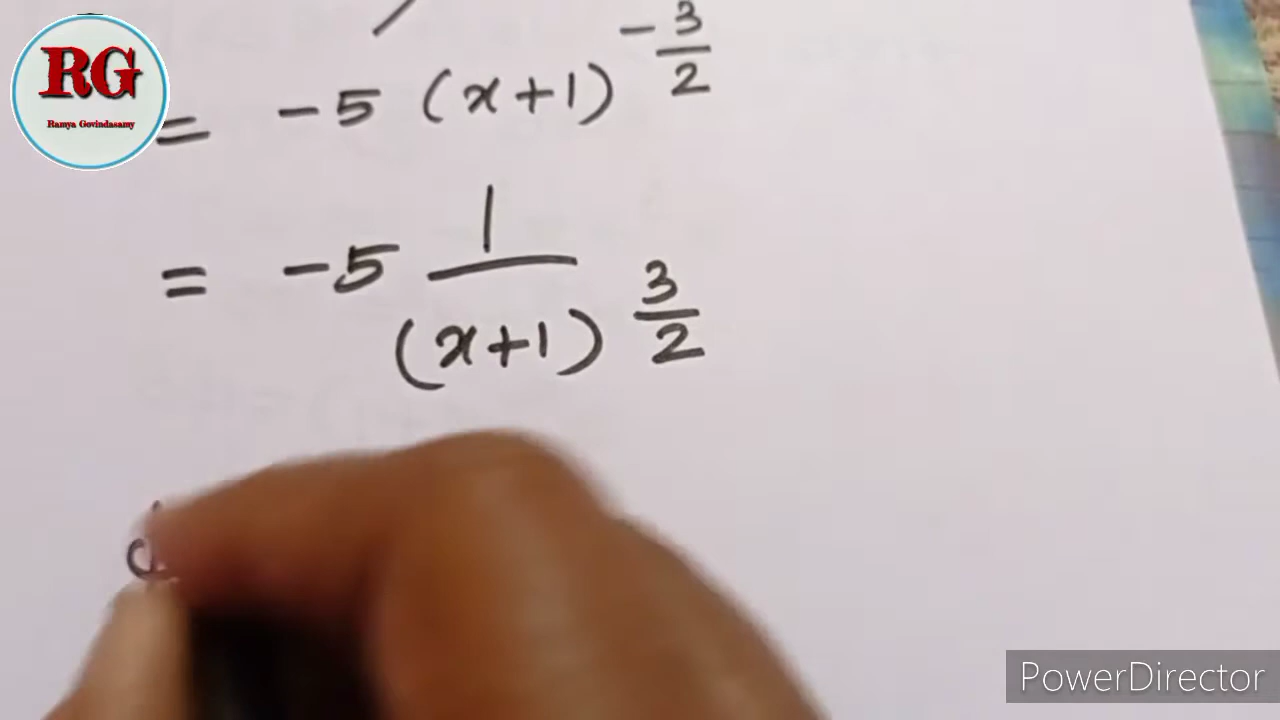 RG
Ramya Govindasamy
= -5 (x+1)^{-3/2}
= -5 1/(x+1)^{3/2}
d
PowerDirector